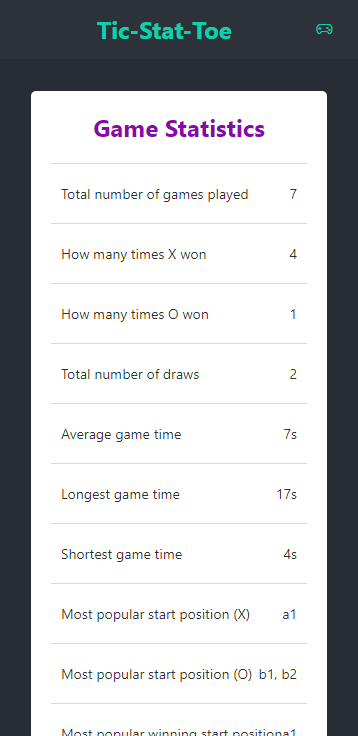 Tic-Stat-Toe
Game Statistics
Total number of games played 7
How many times X won 4
How many times O won 1
Total number of draws 2
Average game time 7s
Longest game time 17s
Shortest game time 4s
Most popular start position (X) a1
Most popular start position (O) b1, b2
Most popular winning start positiona1